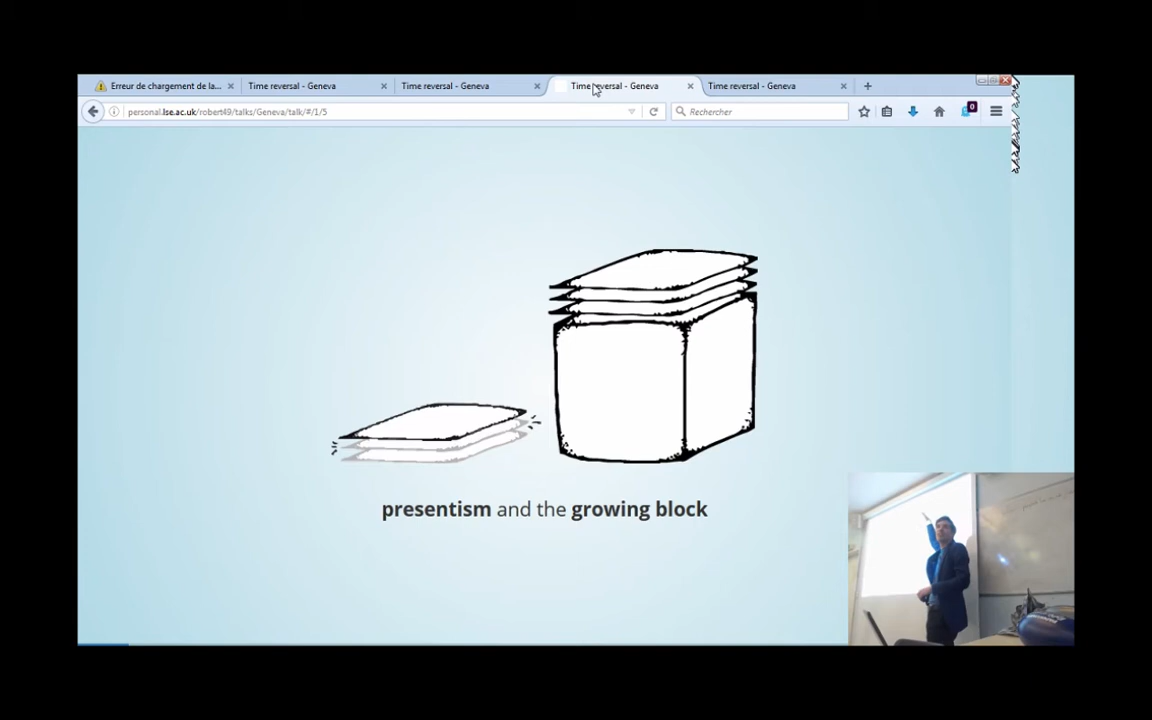 Erreur de chargement de la...
Time reversal - Geneva
Time reversal - Geneva
Time reversal - Geneva
Time reversal - Geneva
personal.lse.ac.uk/robert49/talks/Geneva/talk/#/1/5
Rechercher
0
presentism and the growing block